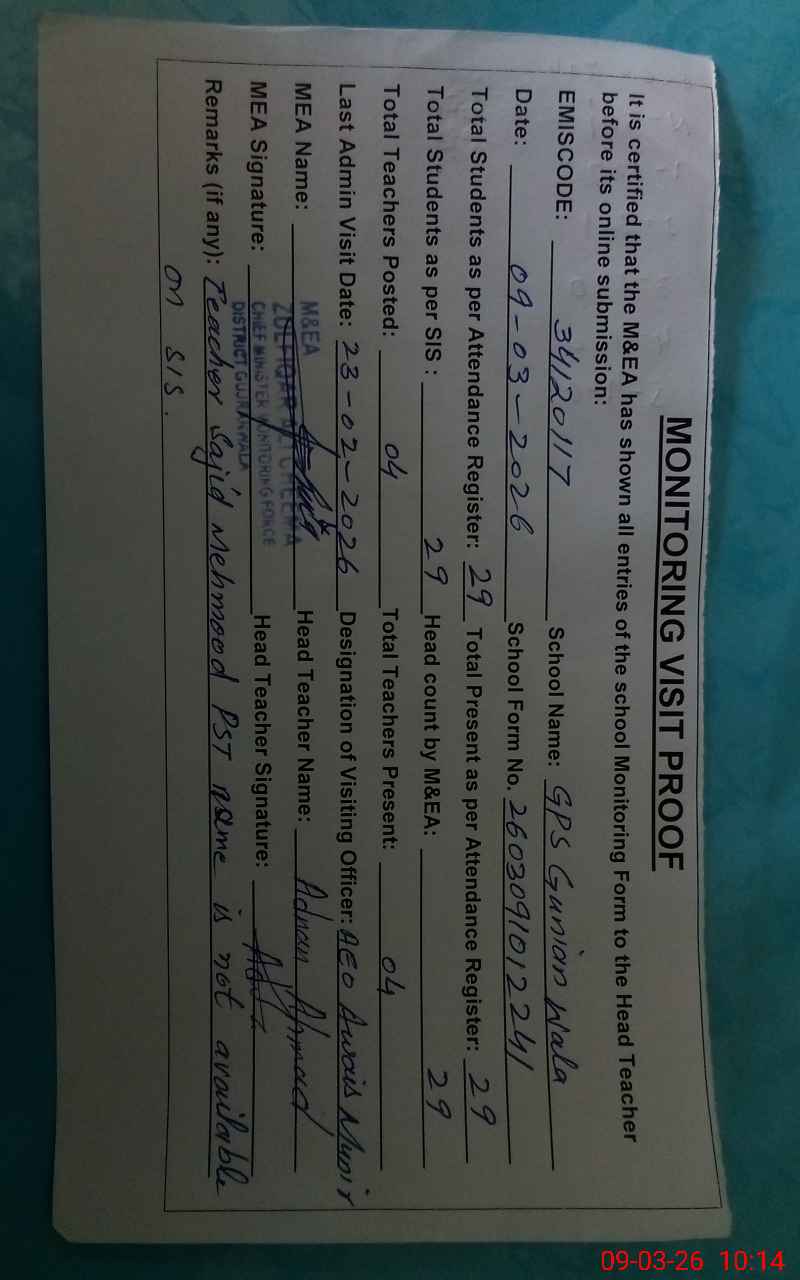 MONITORING VISIT PROOF
It is certified that the M&EA has shown all entries of the school Monitoring Form to the Head Teacher
before its online submission:
EMISCODE: 34120117 School Name: GPS Gunian Wala
Date: 09-03-2026 School Form No. 2603091012241
Total Students as per Attendance Register: 29 Total Present as per Attendance Register: 29
Total Students as per SIS : 29 Head count by M&EA: 29
Total Teachers Posted: 04 Total Teachers Present: 04
Last Admin Visit Date: 23-02-2026 Designation of Visiting Officer: AEO Awais Munir
MEA Name: Head Teacher Name: Adnan Ahmad
MEA Signature: Head Teacher Signature:
M&EA
ZULFIQAR
CHIEF MINISTER MONITORING FORCE
DISTRICT GUJRANWALA
Remarks (if any): Teacher Sajid Mehmood PST name is not available
on SIS.
09-03-26 10:14